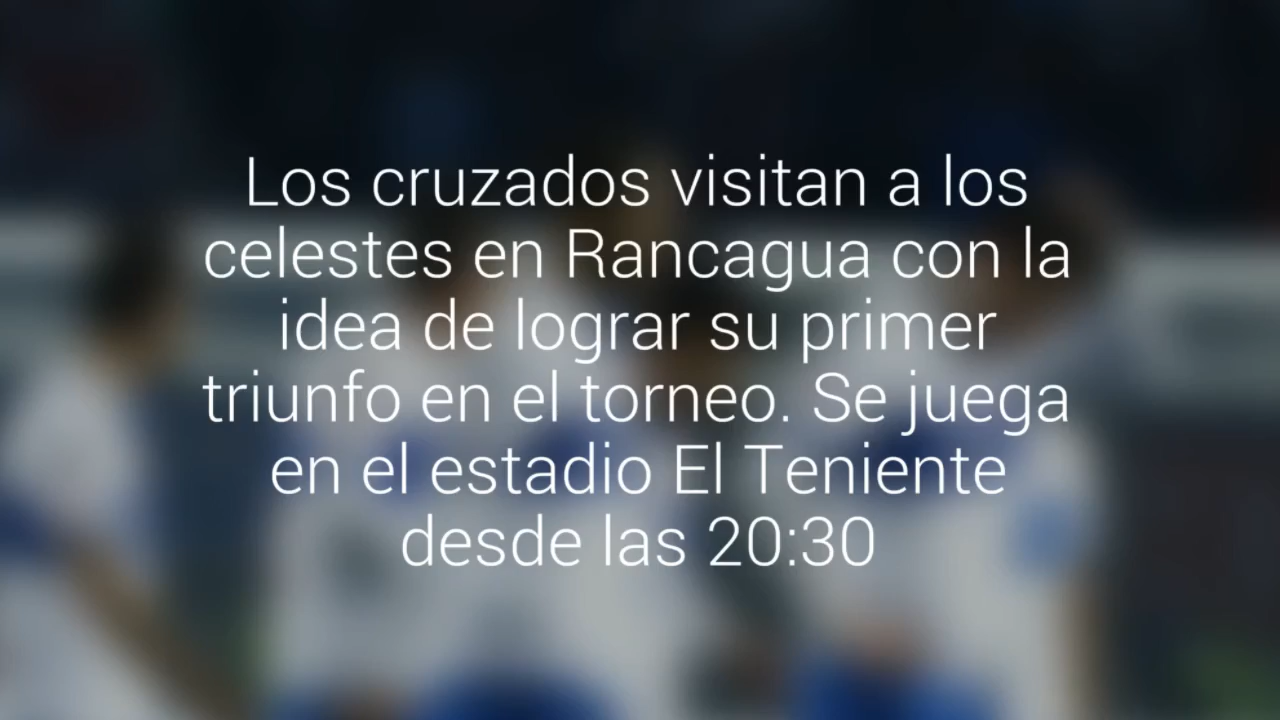 Los cruzados visitan a los
celestes en Rancagua con la
idea de lograr su primer
triunfo en el torneo. Se juega
en el estadio El Teniente
desde las 20:30